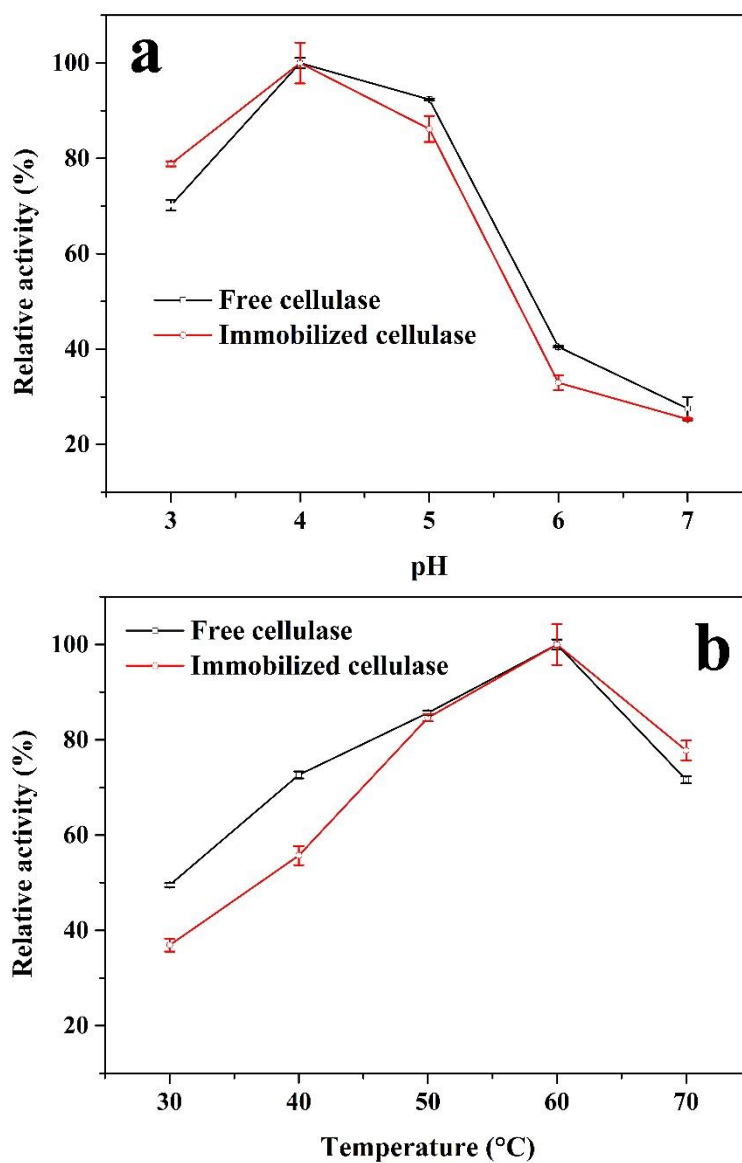 a
100
80
60
40
20
Relative activity (%)
Free cellulase
Immobilized cellulase
3 4 5 6 7
pH
b
Free cellulase
Immobilized cellulase
100
80
60
40
20
Relative activity (%)
30 40 50 60 70
Temperature (°C)